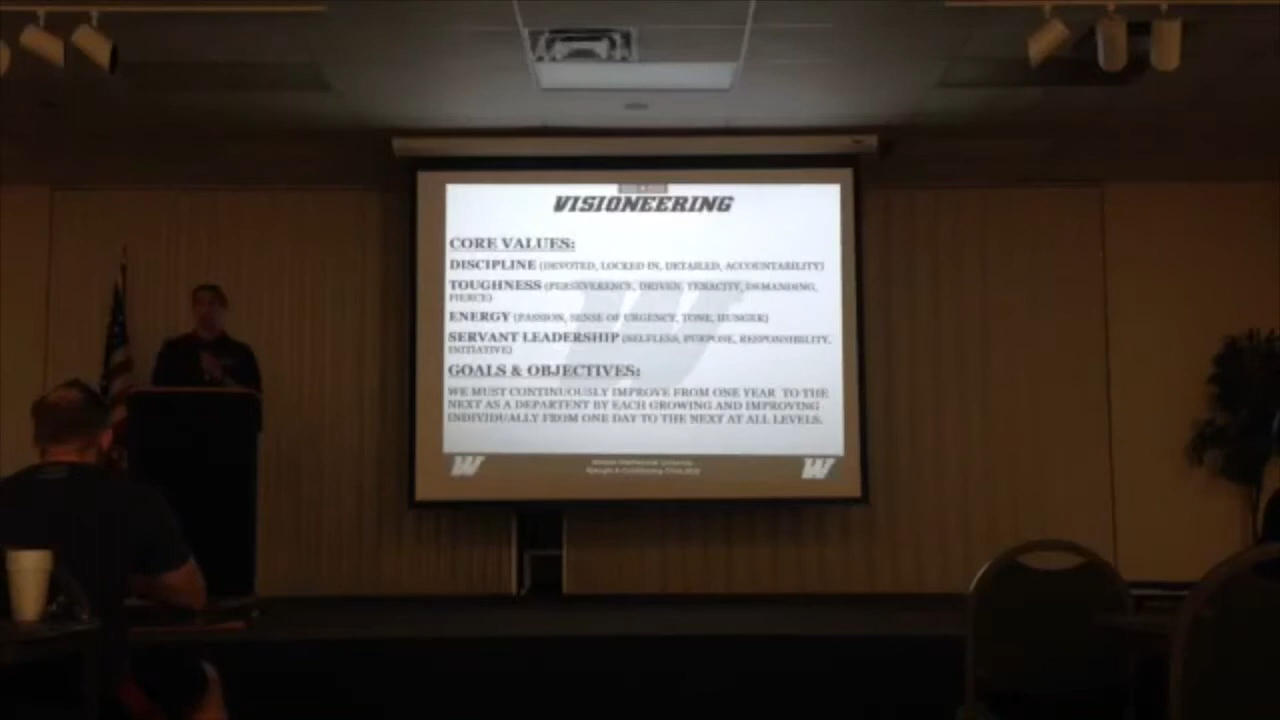 VISIONEERING
CORE VALUES:
DISCIPLINE (DEVOTED, LOCKED IN, DETAILED, ACCOUNTABILITY)
TOUGHNESS (PERSEVERENCE, DRIVEN, TENACITY, DEMANDING,
FIERCE)
ENERGY (PASSION, SENSE OF URGENCY, TONE, HUNGER)
SERVANT LEADERSHIP (SELFLESS, PURPOSE, RESPONSIBILITY,
INITIATIVE)
GOALS & OBJECTIVES:
WE MUST CONTINUOUSLY IMPROVE FROM ONE YEAR TO THE
NEXT AS A DEPARTENT BY EACH GROWING AND IMPROVING
INDIVIDUALLY FROM ONE DAY TO THE NEXT AT ALL LEVELS.
W
W